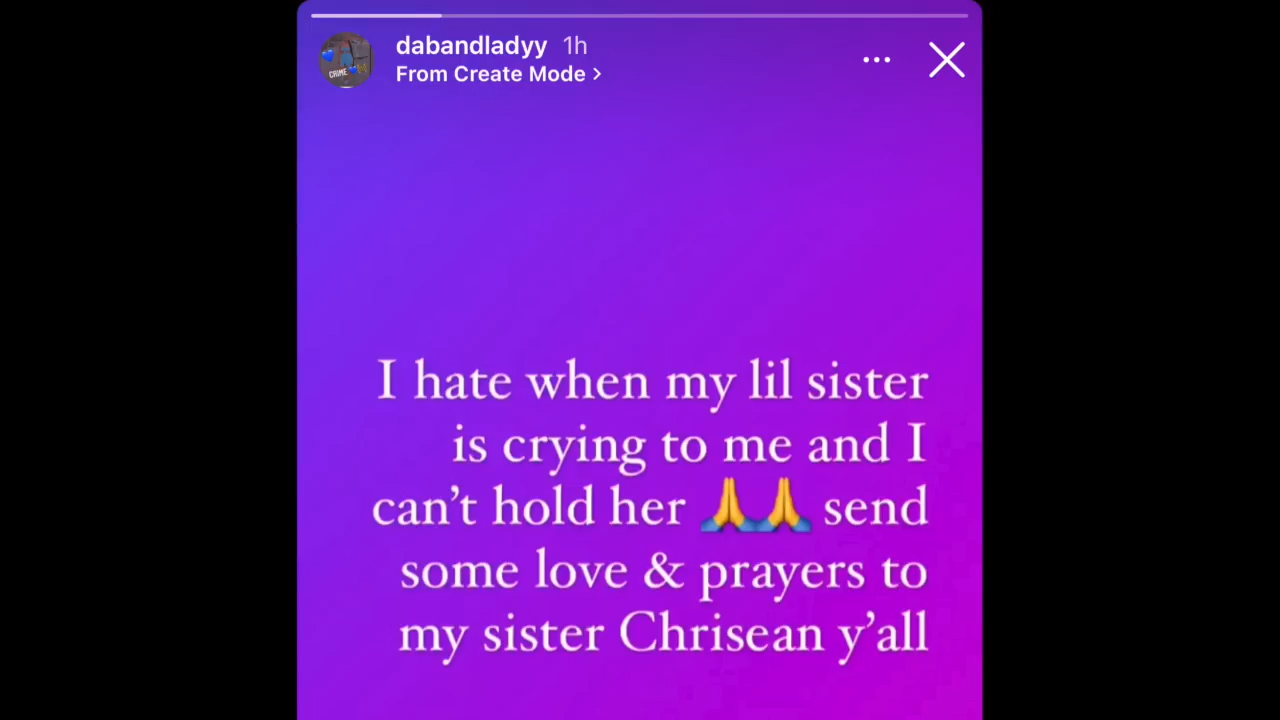 dabandladyy 1h
From Create Mode >
CRIME
I hate when my lil sister
is crying to me and I
can't hold her 🙏🙏 send
some love & prayers to
my sister Chrisean y'all